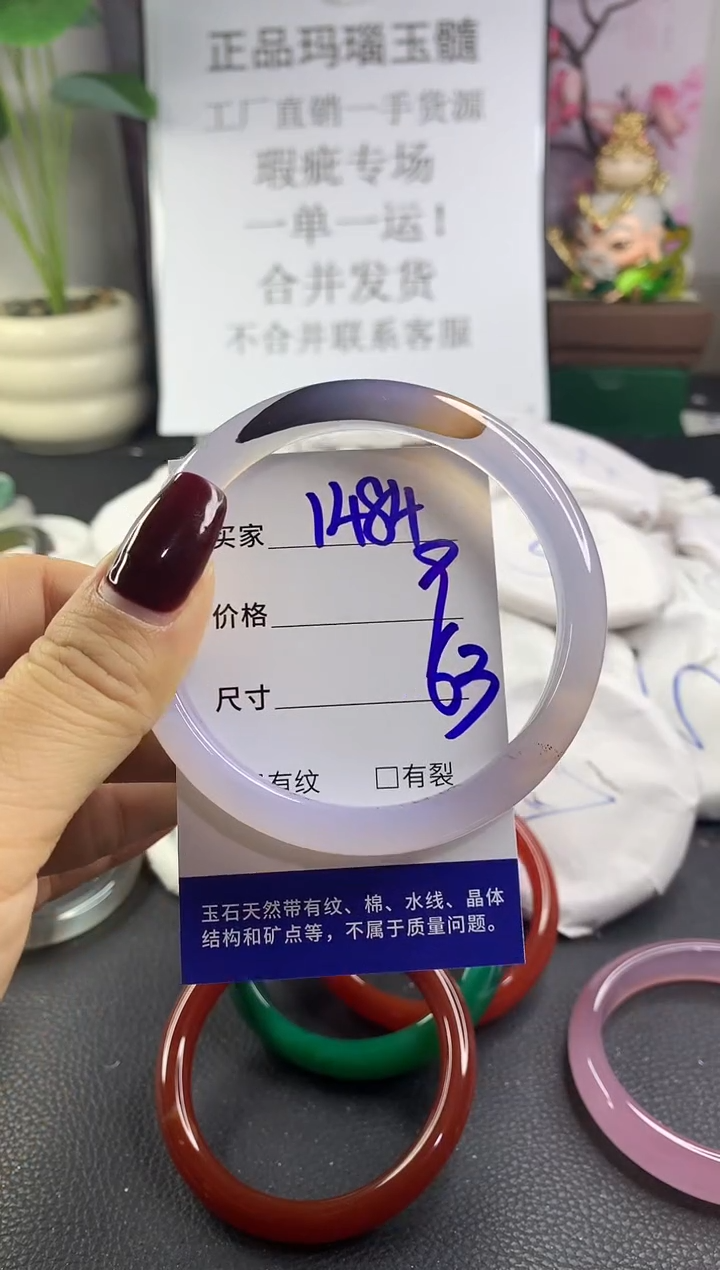 正品玛瑙玉髓
工厂直销一手货源
瑕疵专场
一单一运！
合并发货
不合并联系客服
买家 1484
价格
尺寸 63
有纹 □有裂
玉石天然带有纹、棉、水线、晶体
结构和矿点等，不属于质量问题。